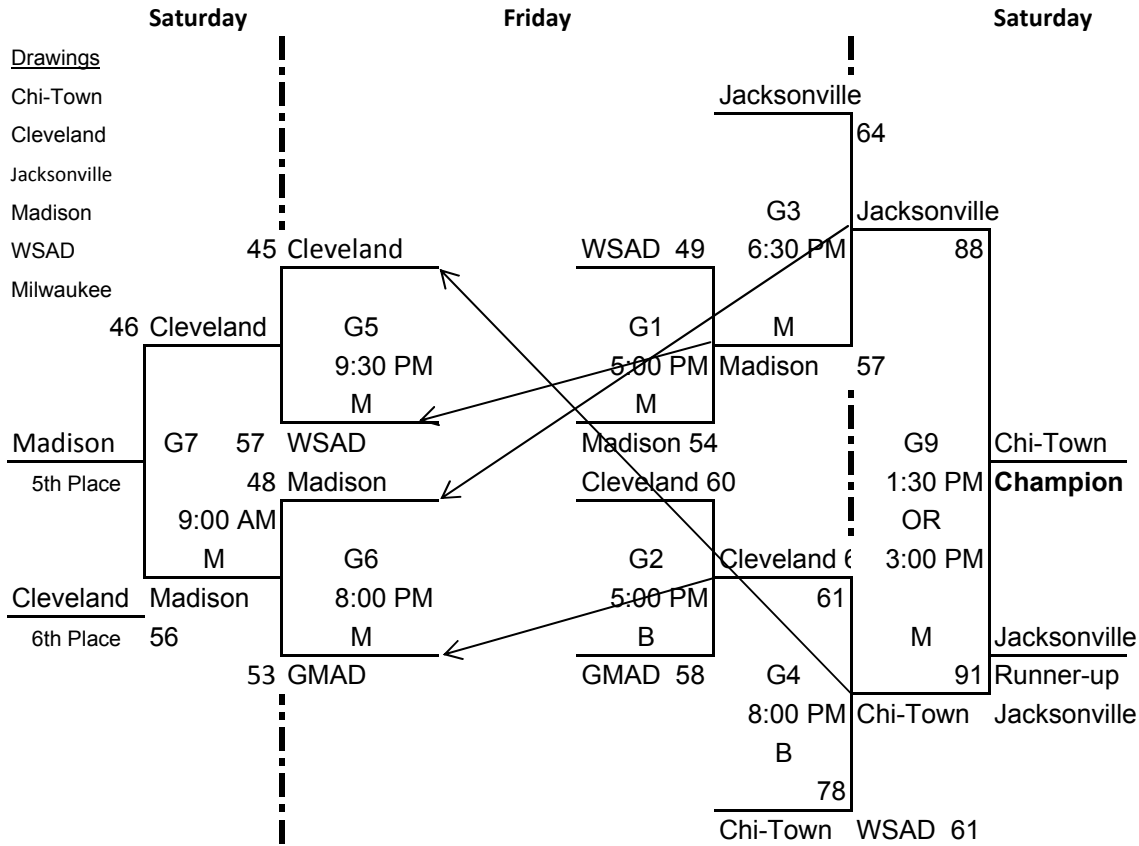 Saturday Friday Saturday
Drawings
Chi-Town Jacksonville
Cleveland 64
Jacksonville
Madison G3 Jacksonville
WSAD 45 Cleveland WSAD 49 6:30 PM 88
Milwaukee
46 Cleveland G5 G1 M
9:30 PM 5:00 PM Madison 57
M M
Madison G7 57 WSAD Madison 54 G9 Chi-Town
5th Place 48 Madison Cleveland 60 1:30 PM Champion
9:00 AM OR
M G6 G2 Cleveland 3:00 PM
Cleveland Madison 8:00 PM 5:00 PM 61
6th Place 56 M B M Jacksonville
53 GMAD GMAD 58 G4 91 Runner-up
8:00 PM Chi-Town Jacksonville
B
78
Chi-Town WSAD 61